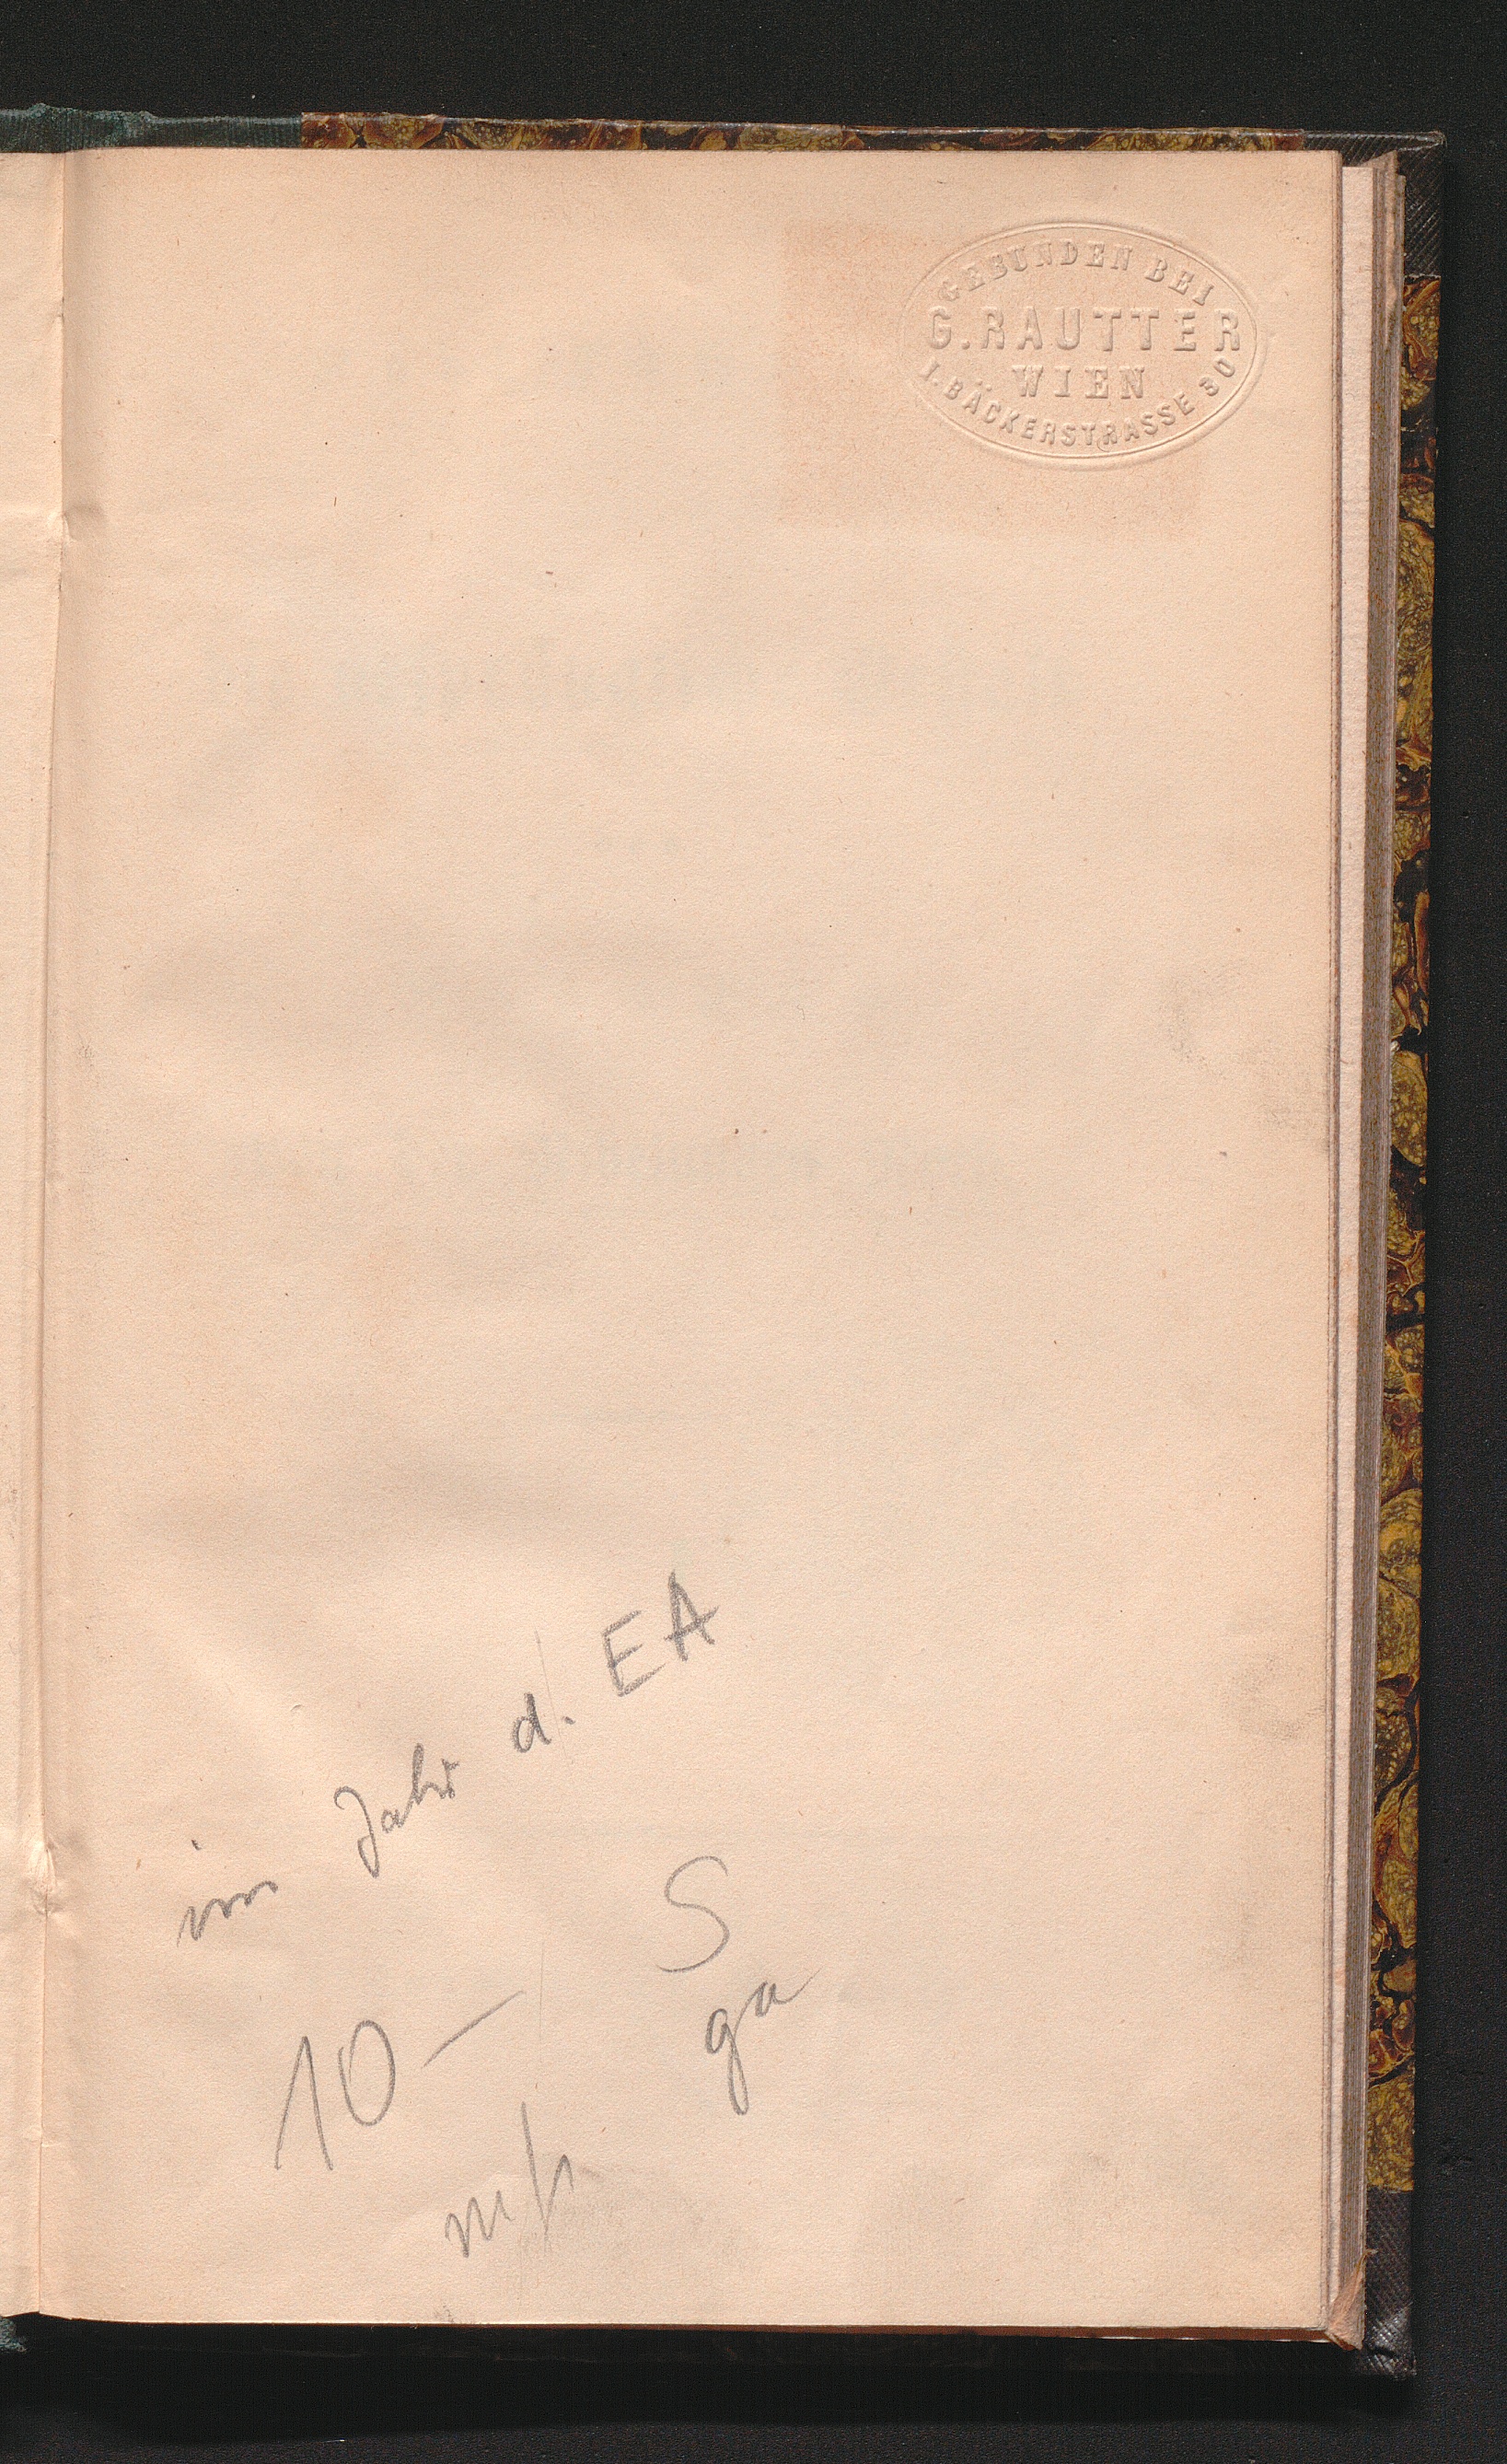 GEBUNDEN BEI
G. RAUTTER
WIEN
I. BÄCKERSTRASSE 30
im Jahr d. EA
S
10 –
ga